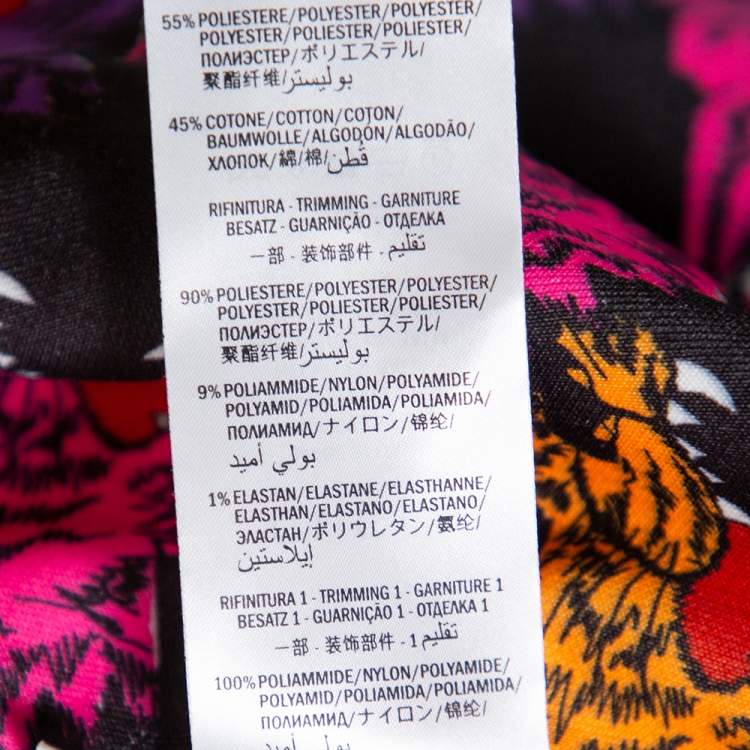 55% POLIESTERE/POLYESTER/POLYESTER/
POLYESTER/POLIESTER/POLIESTER/
ПОЛИЭСТЕР/ポリエステル/
聚酯纤维/بوليستر
45% COTONE/COTTON/COTON/
BAUMWOLLE/ALGODÓN/ALGODÃO/
ХЛОПОК/綿/棉/قُطن
RIFINITURA - TRIMMING - GARNITURE
BESATZ - GUARNIÇÃO - ОТДЕЛКА
一部 - 装饰部件 - تقليم
90% POLIESTERE/POLYESTER/POLYESTER/
POLYESTER/POLIESTER/POLIESTER/
ПОЛИЭСТЕР/ポリエステル/
聚酯纤维/بوليستر
9% POLIAMMIDE/NYLON/POLYAMIDE/
POLYAMID/POLIAMIDA/POLIAMIDA/
ПОЛИАМИД/ナイロン/锦纶/
بولي أميد
1% ELASTAN/ELASTANE/ELASTHANNE/
ELASTHAN/ELASTANO/ELASTANO/
ЭЛАСТАН/ポリウレタン/氨纶/
إيلاستين
RIFINITURA 1 - TRIMMING 1 - GARNITURE 1
BESATZ 1 - GUARNIÇÃO 1 - ОТДЕЛКА 1
一部 - 装饰部件 - 1 تقليم
100% POLIAMMIDE/NYLON/POLYAMIDE/
POLYAMID/POLIAMIDA/POLIAMIDA/
ПОЛИАМИД/ナイロン/锦纶/